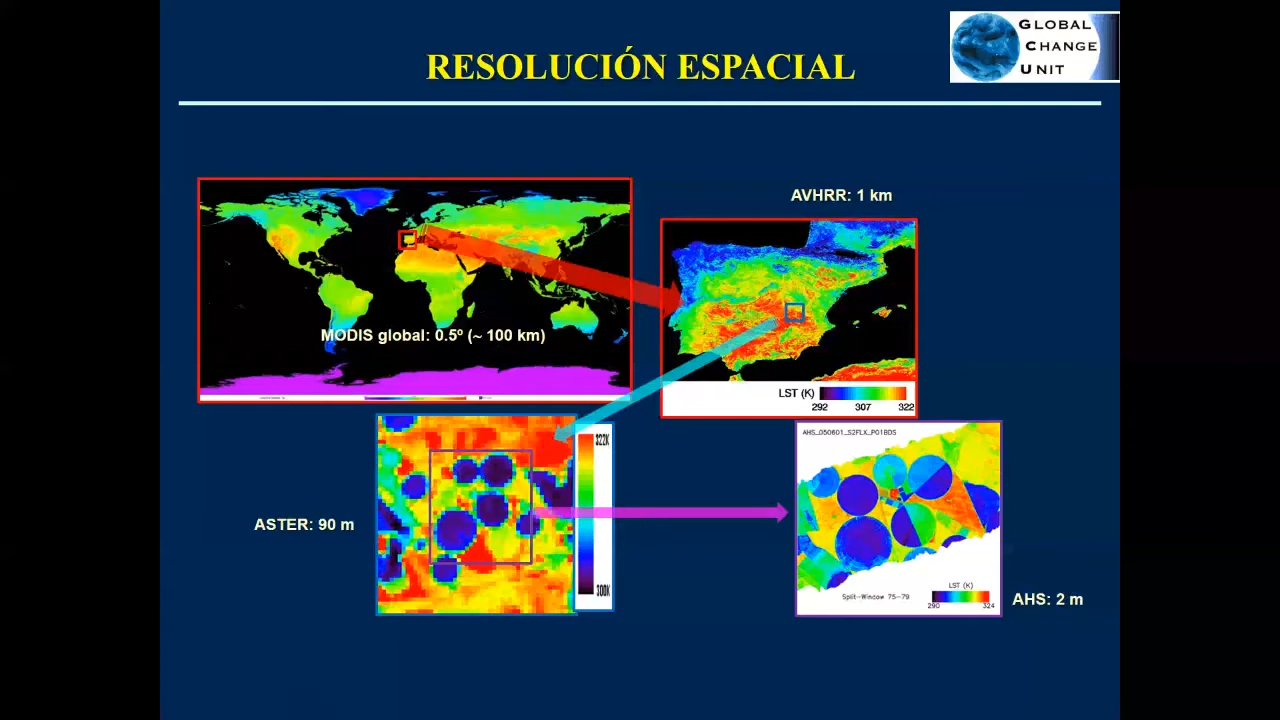 RESOLUCIÓN ESPACIAL
GLOBAL
CHANGE
UNIT
AVHRR: 1 km
MODIS global: 0.5º (~ 100 km)
LST (K)
292 307 322
ASTER: 90 m
322K
300K
AHS_050601_S2FLX_P01BDS
Split-Window 75-79
LST (K)
290 324
AHS: 2 m